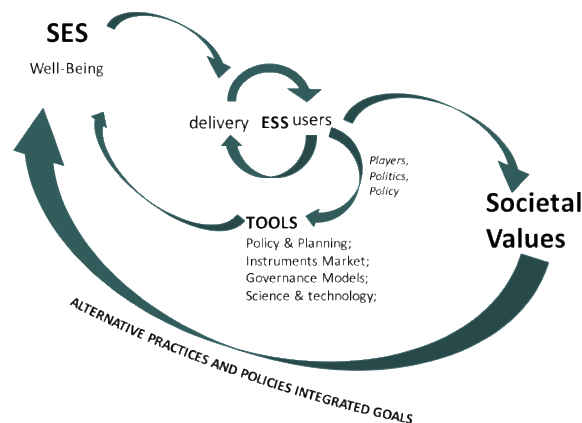 SES
Well-Being
delivery ESS users
Players,
Politics,
Policy
Societal
Values
TOOLS
Policy & Planning;
Instruments Market;
Governance Models;
Science & technology;
ALTERNATIVE PRACTICES AND POLICIES INTEGRATED GOALS